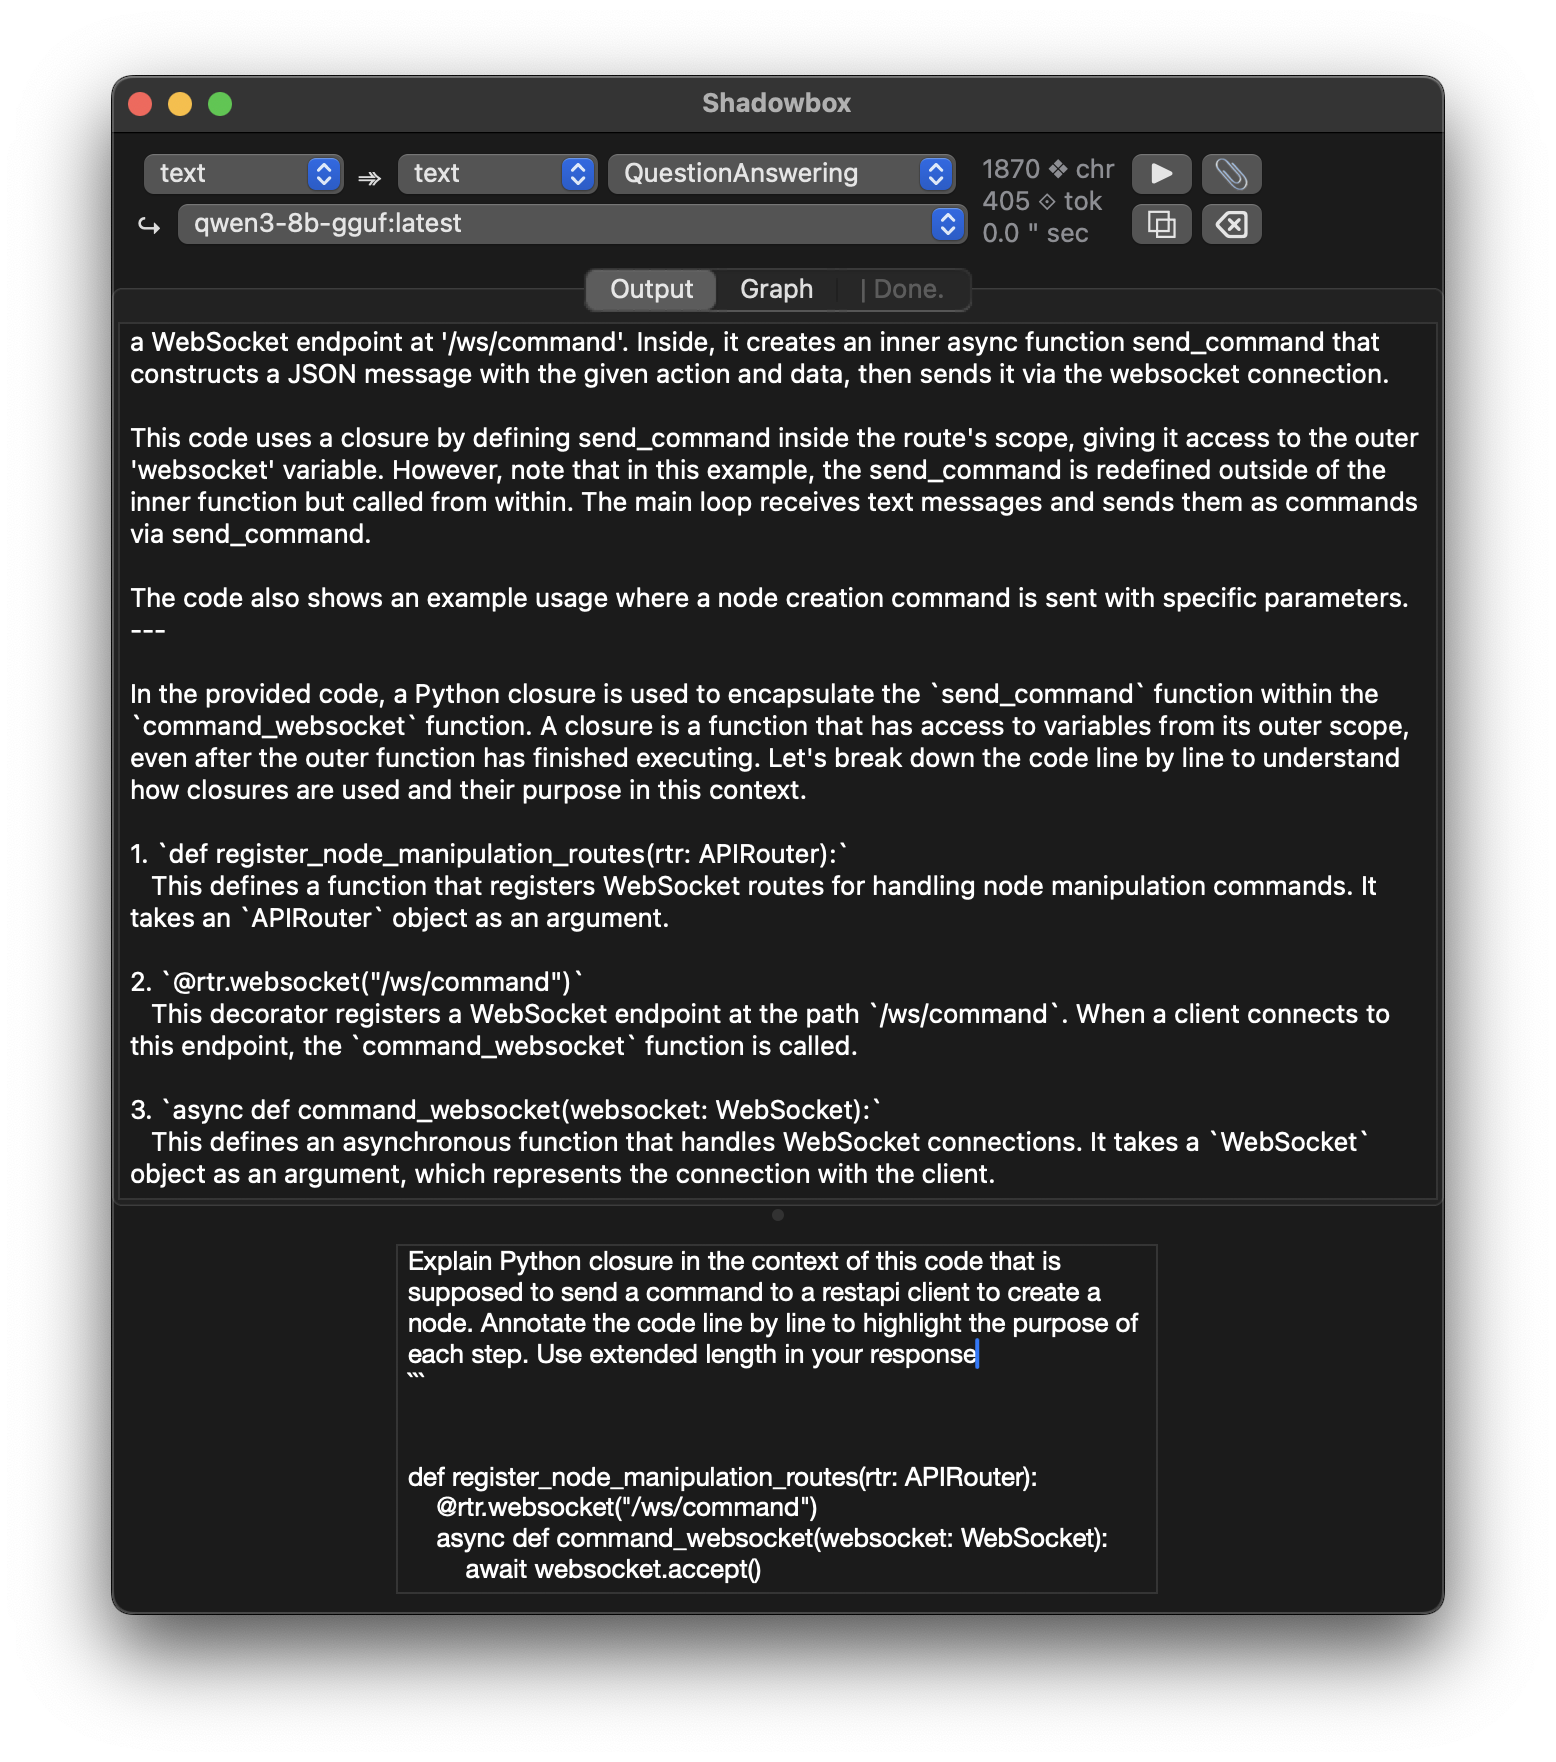 Shadowbox
text ⇒ text QuestionAnswering 1870 ❖ chr
405 ⟐ tok
↪ qwen3-8b-gguf:latest
0.0 " sec
Output Graph | Done.
a WebSocket endpoint at '/ws/command'. Inside, it creates an inner async function send_command that
constructs a JSON message with the given action and data, then sends it via the websocket connection.
This code uses a closure by defining send_command inside the route's scope, giving it access to the outer
'websocket' variable. However, note that in this example, the send_command is redefined outside of the
inner function but called from within. The main loop receives text messages and sends them as commands
via send_command.
The code also shows an example usage where a node creation command is sent with specific parameters.
---
In the provided code, a Python closure is used to encapsulate the `send_command` function within the
`command_websocket` function. A closure is a function that has access to variables from its outer scope,
even after the outer function has finished executing. Let's break down the code line by line to understand
how closures are used and their purpose in this context.
1. `def register_node_manipulation_routes(rtr: APIRouter):`
This defines a function that registers WebSocket routes for handling node manipulation commands. It
takes an `APIRouter` object as an argument.
2. `@rtr.websocket("/ws/command")`
This decorator registers a WebSocket endpoint at the path `/ws/command`. When a client connects to
this endpoint, the `command_websocket` function is called.
3. `async def command_websocket(websocket: WebSocket):`
This defines an asynchronous function that handles WebSocket connections. It takes a `WebSocket`
object as an argument, which represents the connection with the client.
Explain Python closure in the context of this code that is
supposed to send a command to a restapi client to create a
node. Annotate the code line by line to highlight the purpose of
each step. Use extended length in your response
```
def register_node_manipulation_routes(rtr: APIRouter):
@rtr.websocket("/ws/command")
async def command_websocket(websocket: WebSocket):
await websocket.accept()